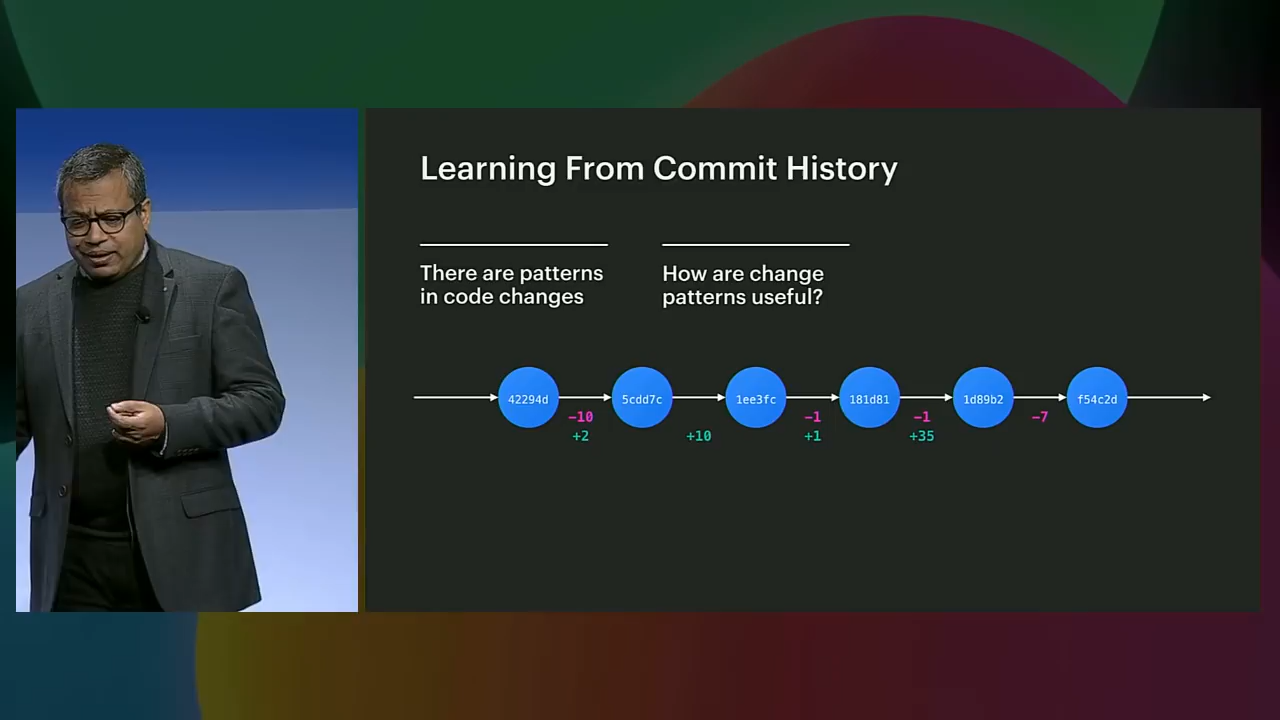 Learning From Commit History
There are patterns
in code changes
How are change
patterns useful?
42294d
5cdd7c
1ee3fc
181d81
1d89b2
f54c2d
−10
−1
−1
−7
+2
+10
+1
+35